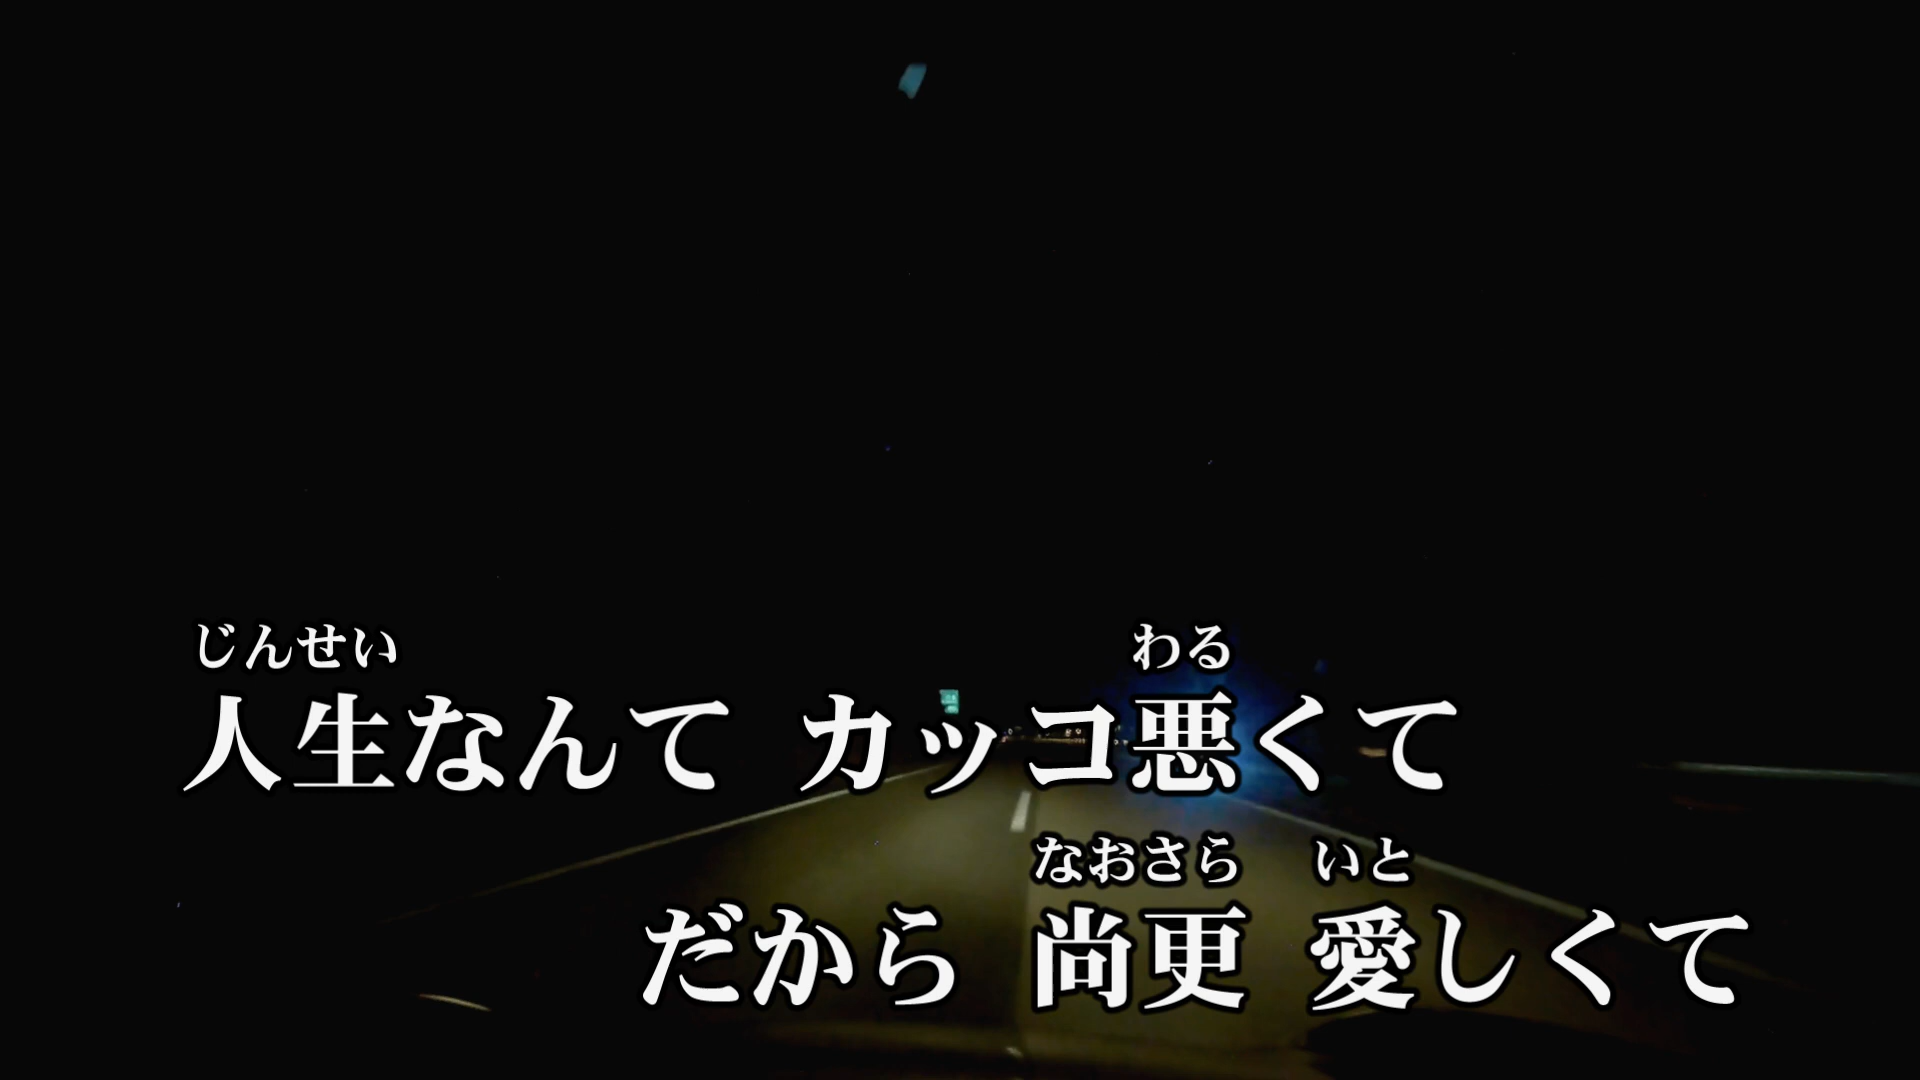 じんせい わる
人生なんて カッコ悪くて
なおさら いと
だから 尚更 愛しくて